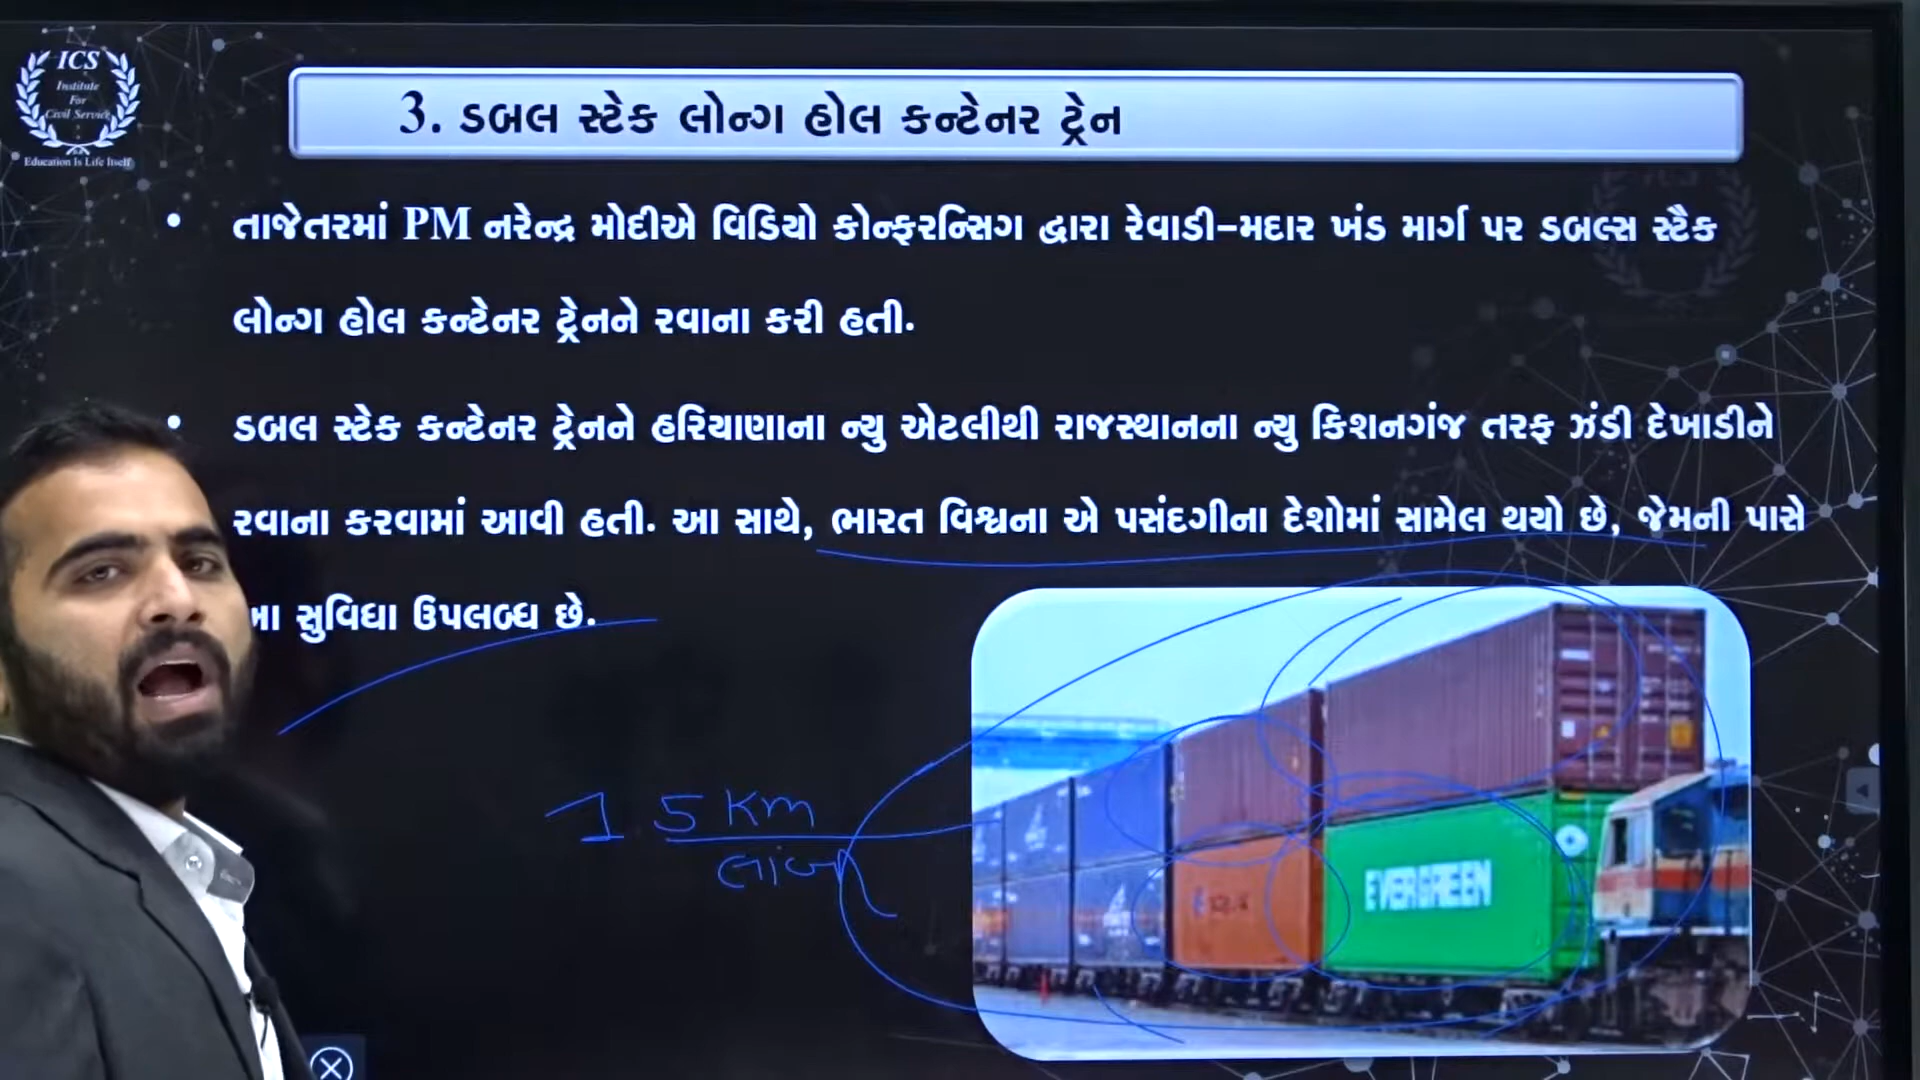 ICS
Institute
For
Civil Service
Education Is Life Itself
3. ડબલ સ્ટેક લોન્ગ હોલ કન્ટેનર ટ્રેન
• તાજેતરમાં PM નરેન્દ્ર મોદીએ વિડિયો કોન્ફરન્સિગ દ્વારા રેવાડી–મદાર ખંડ માર્ગ પર ડબલ્સ સ્ટૈક
લોન્ગ હોલ કન્ટેનર ટ્રેનને રવાના કરી હતી.
• ડબલ સ્ટેક કન્ટેનર ટ્રેનને હરિયાણાના ન્યુ એટલીથી રાજસ્થાનના ન્યુ કિશનગંજ તરફ ઝંડી દેખાડીને
રવાના કરવામાં આવી હતી. આ સાથે, ભારત વિશ્વના એ પસંદગીના દેશોમાં સામેલ થયો છે, જેમની પાસે
સુવિધા ઉપલબ્ધ છે.
1 5 Km
EVERGREEN